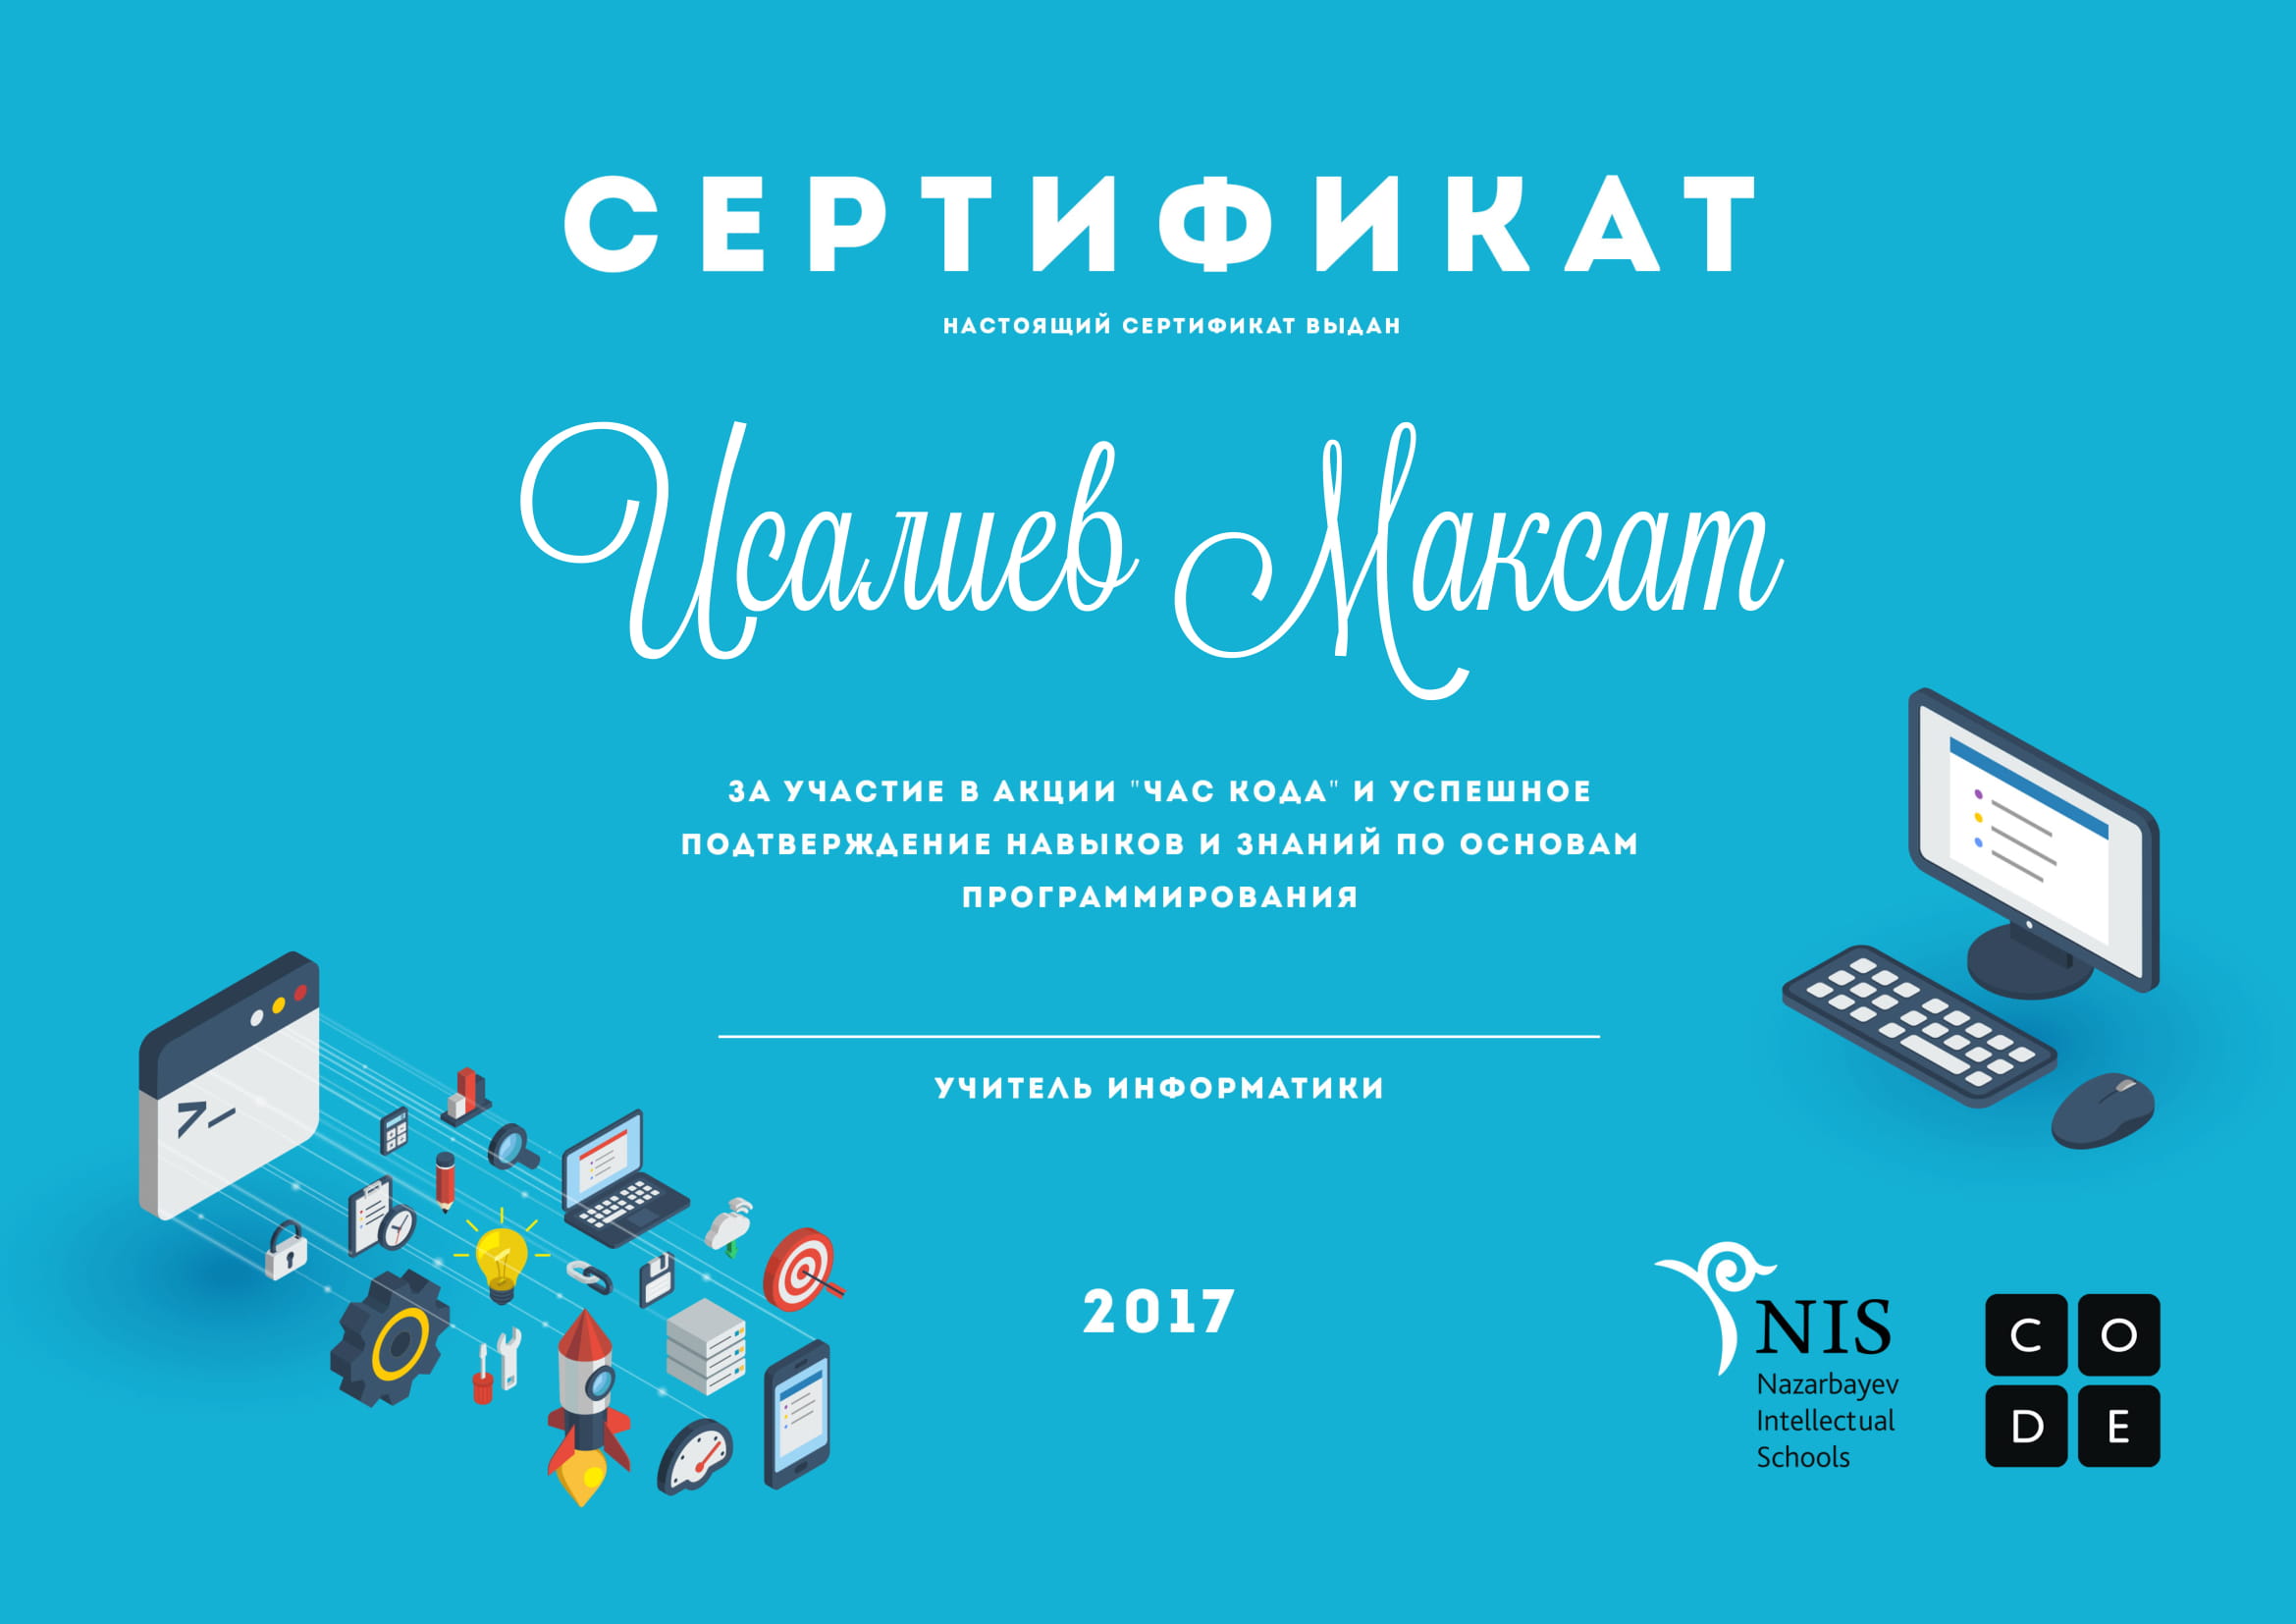 СЕРТИФИКАТ
НАСТОЯЩИЙ СЕРТИФИКАТ ВЫДАН
Исалиев Максат
ЗА УЧАСТИЕ В АКЦИИ "ЧАС КОДА" И УСПЕШНОЕ
ПОДТВЕРЖДЕНИЕ НАВЫКОВ И ЗНАНИЙ ПО ОСНОВАМ
ПРОГРАММИРОВАНИЯ
УЧИТЕЛЬ ИНФОРМАТИКИ
2017
NIS
Nazarbayev
Intellectual
Schools
C O
D E